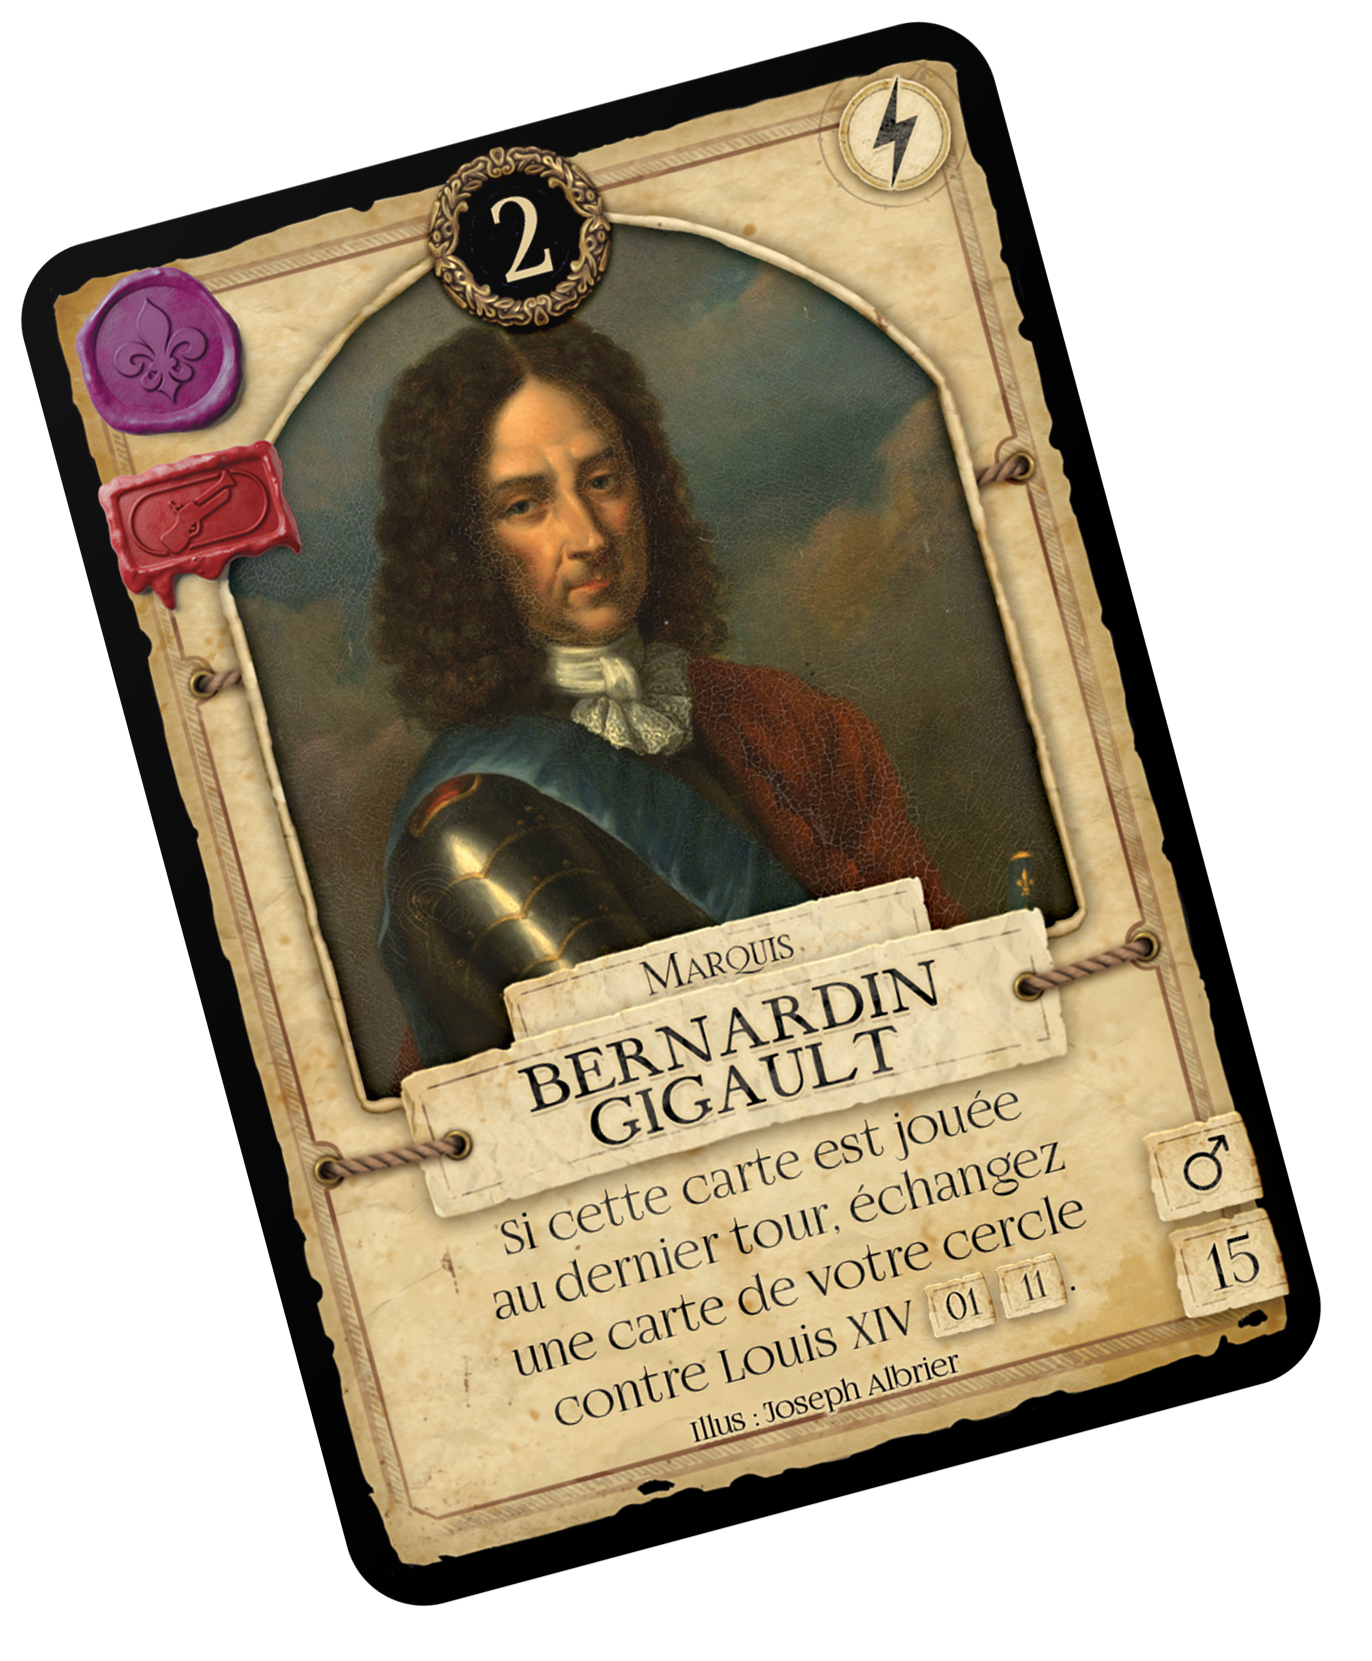 2
Marquis
BERNARDIN
GIGAULT
Si cette carte est jouée
au dernier tour, échangez
une carte de votre cercle
contre Louis XIV 01 11 .
Illus : Joseph Albrier
♂
15